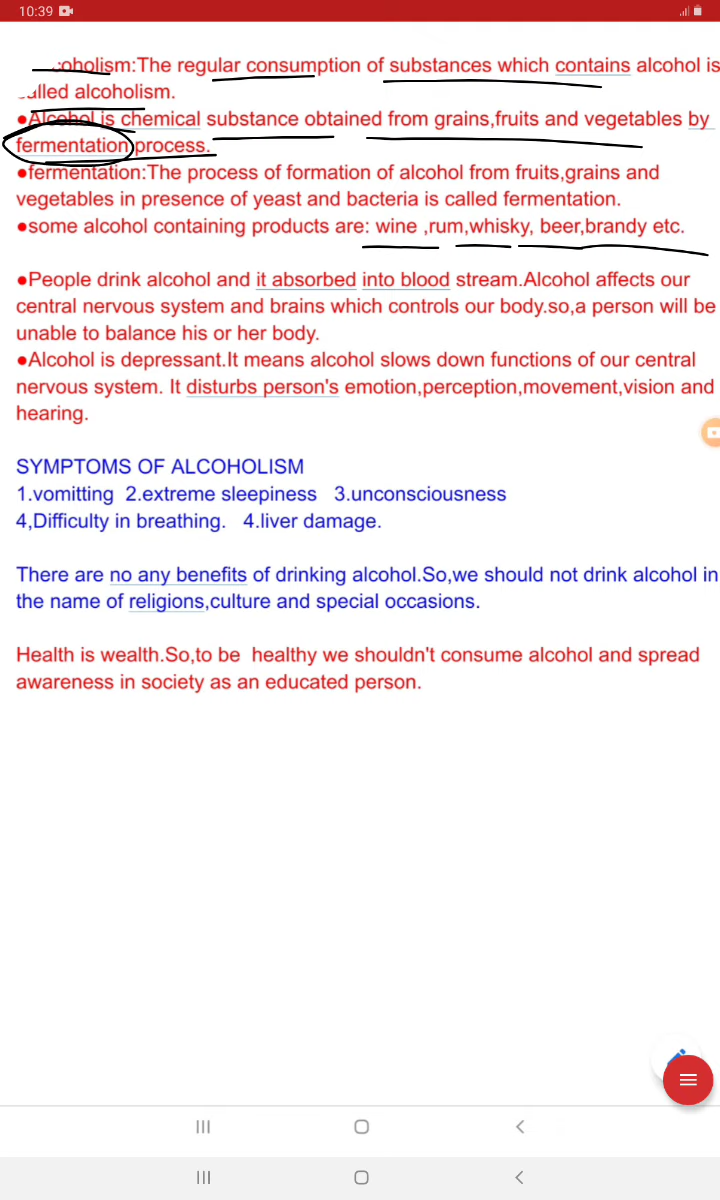 10:39
oholism:The regular consumption of substances which contains alcohol is
alled alcoholism.
●Alcohol is chemical substance obtained from grains,fruits and vegetables by
fermentation process.
●fermentation:The process of formation of alcohol from fruits,grains and
vegetables in presence of yeast and bacteria is called fermentation.
●some alcohol containing products are: wine ,rum,whisky, beer,brandy etc.
●People drink alcohol and it absorbed into blood stream.Alcohol affects our
central nervous system and brains which controls our body.so,a person will be
unable to balance his or her body.
●Alcohol is depressant.It means alcohol slows down functions of our central
nervous system. It disturbs person's emotion,perception,movement,vision and
hearing.
SYMPTOMS OF ALCOHOLISM
1.vomitting 2.extreme sleepiness 3.unconsciousness
4,Difficulty in breathing. 4.liver damage.
There are no any benefits of drinking alcohol.So,we should not drink alcohol in
the name of religions,culture and special occasions.
Health is wealth.So,to be healthy we shouldn't consume alcohol and spread
awareness in society as an educated person.